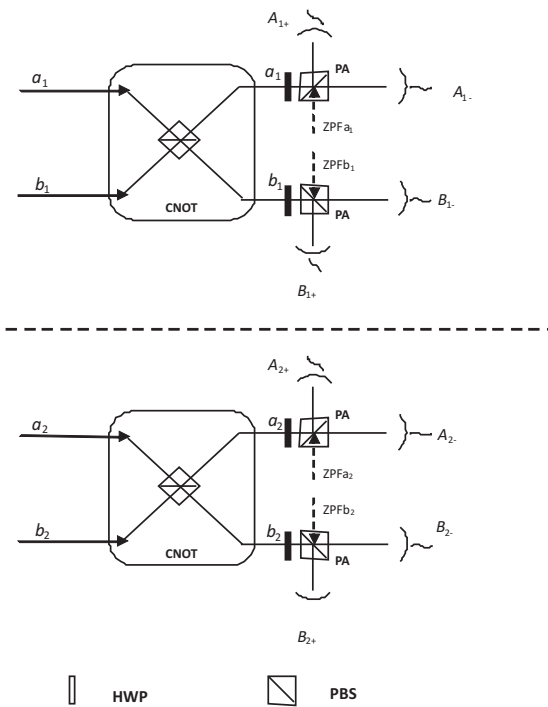 A₁₊
a₁
a₁
PA
A₁₋
ZPFa₁
ZPFb₁
b₁
b₁
CNOT
PA
B₁₋
B₁₊
A₂₊
a₂
a₂
PA
A₂₋
ZPFa₂
ZPFb₂
b₂
b₂
B₂₋
CNOT
PA
B₂₊
HWP
PBS